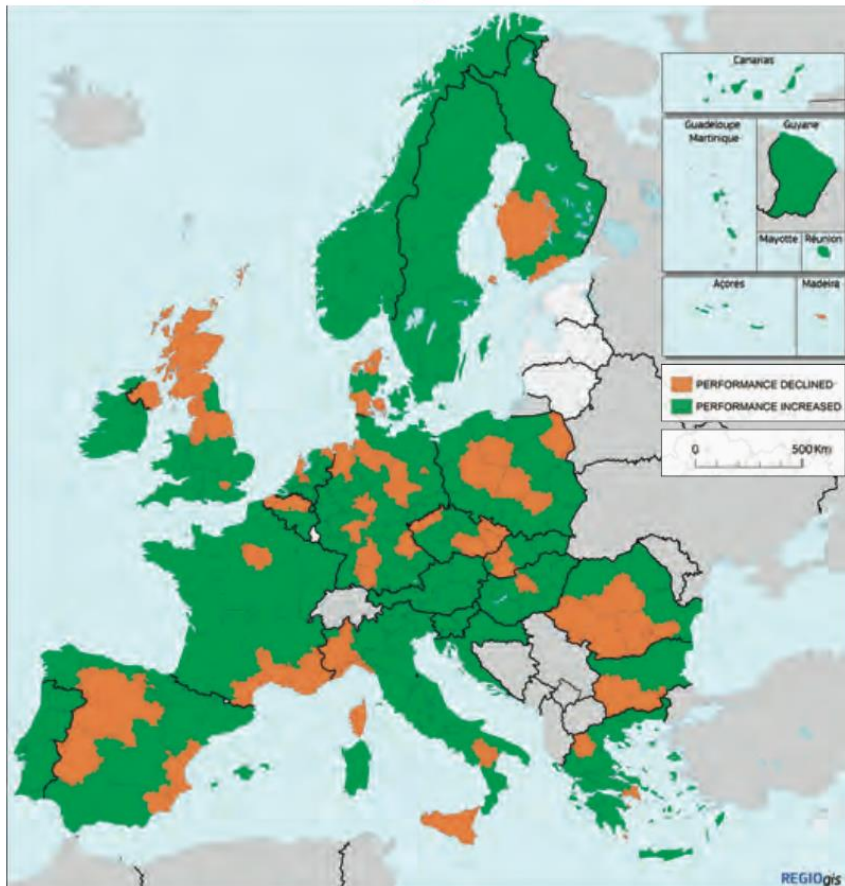 Canarias
Guadeloupe
Martinique
Guyane
Mayotte
Réunion
Açores
Madeira
PERFORMANCE DECLINED
PERFORMANCE INCREASED
0 500 Km
REGIOgis